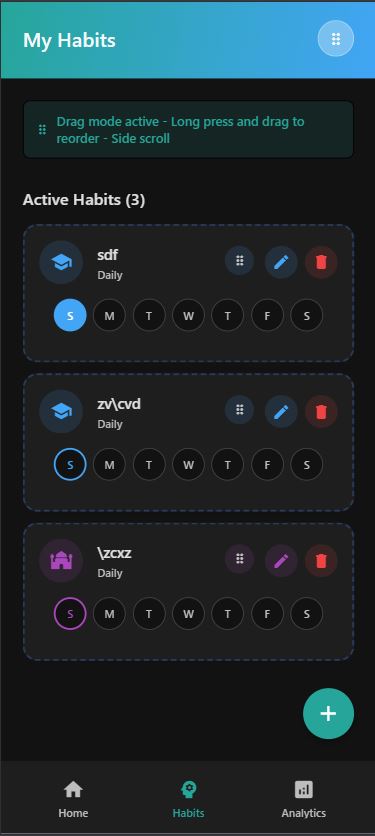 My Habits
Drag mode active - Long press and drag to
reorder - Side scroll
Active Habits (3)
sdf
Daily
S M T W T F S
zv\cvd
Daily
S M T W T F S
\zcxz
Daily
S M T W T F S
Home Habits Analytics